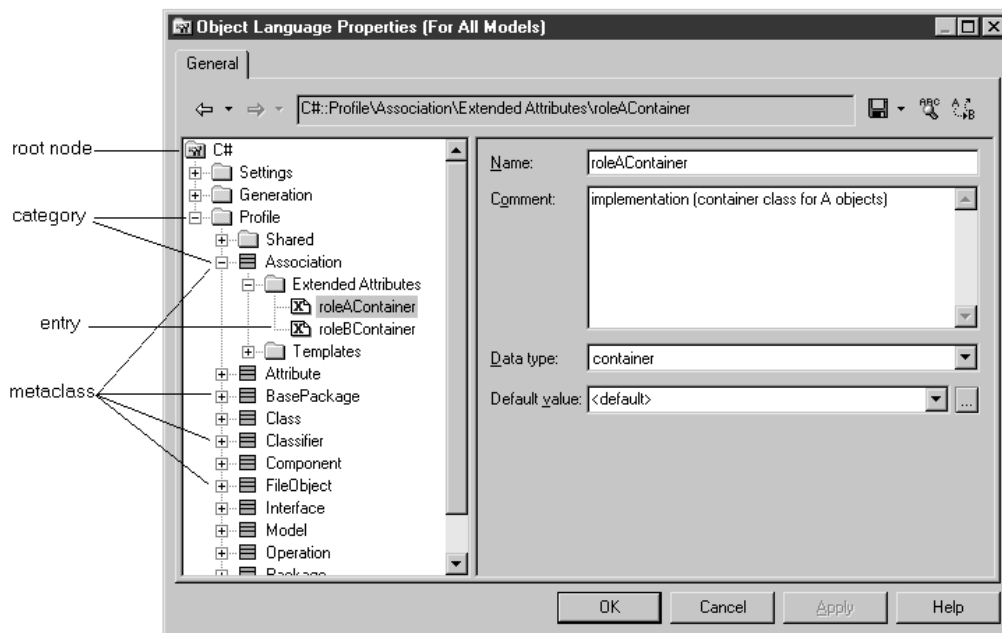 Object Language Properties (For All Models)
General
C#::Profile\Association\Extended Attributes\roleAContainer
ABC
A
B
root node
C#
Settings
Generation
category
Profile
Shared
Association
Extended Attributes
roleAContainer
entry
roleBContainer
Templates
Attribute
metaclass
BasePackage
Class
Classifier
Component
FileObject
Interface
Model
Operation
Package
Name:
roleAContainer
Comment:
implementation (container class for A objects)
Data type:
container
Default value:
<default>
...
OK
Cancel
Apply
Help